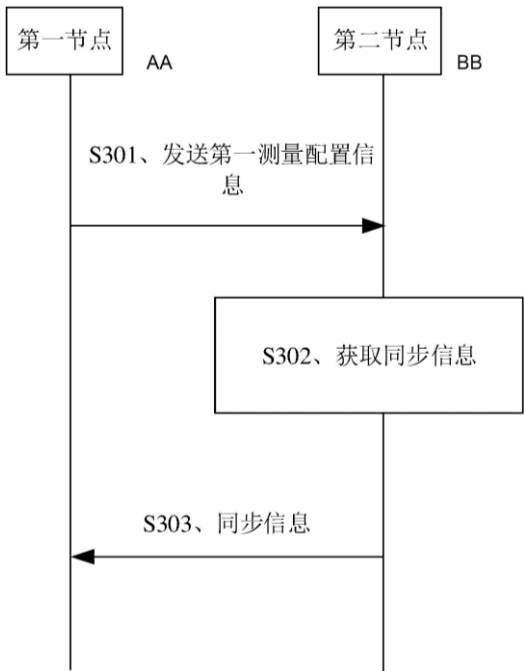 第一节点
AA
第二节点
BB
S301、发送第一测量配置信
息
S302、获取同步信息
S303、同步信息